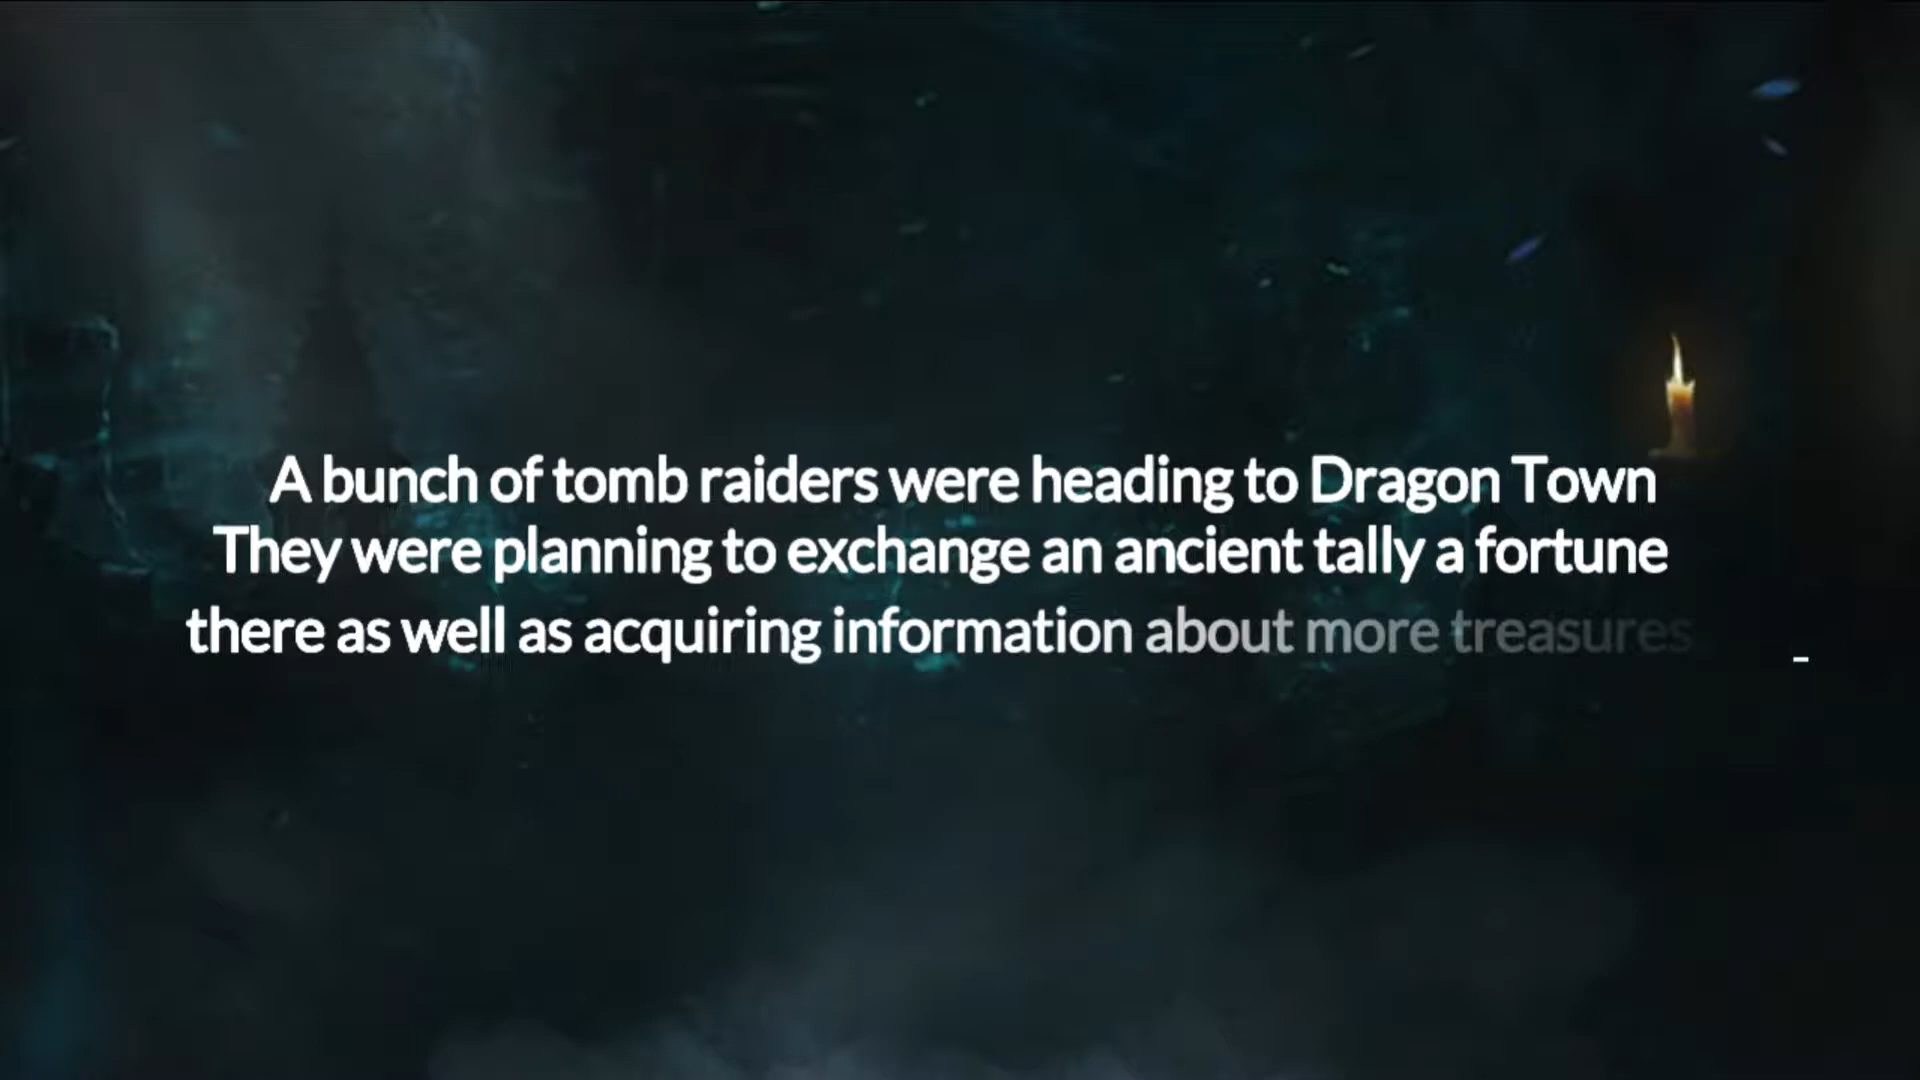 A bunch of tomb raiders were heading to Dragon Town
They were planning to exchange an ancient tally a fortune
there as well as acquiring information about more treasures